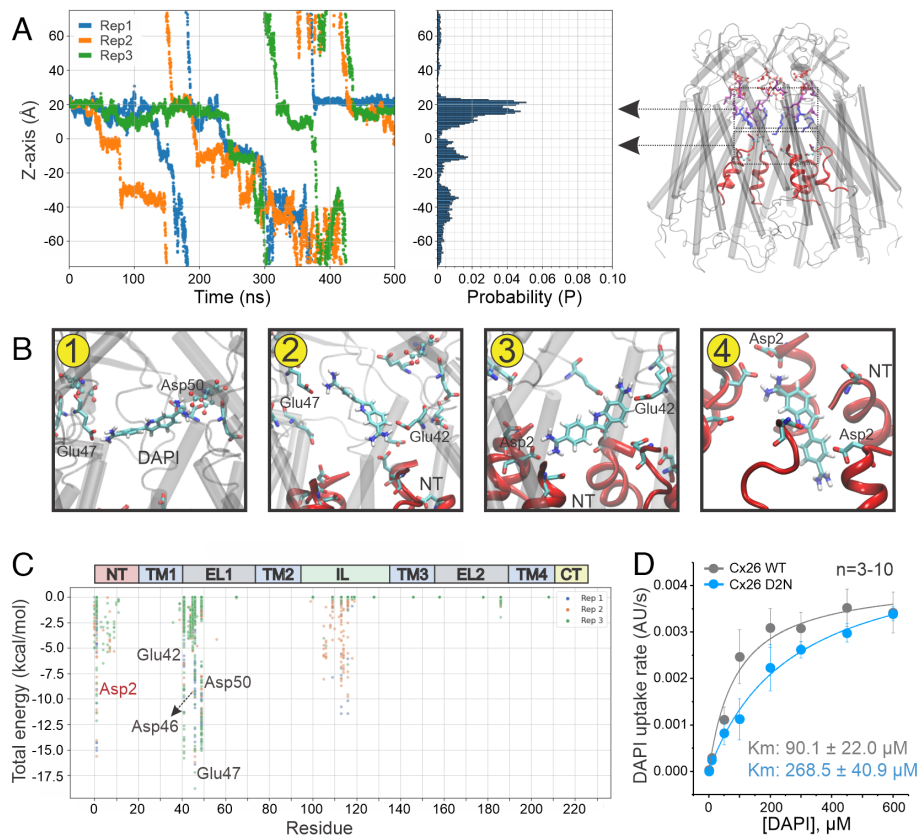 A
Rep1
Rep2
Rep3
Z-axis (Å)
60
40
20
0
-20
-40
-60
0 100 200 300 400 500
Time (ns)
60
40
20
0
-20
-40
-60
0 0.02 0.04 0.06 0.08 0.10
Probability (P)
B
1
Glu47
Asp50
DAPI
2
Glu47
Glu42
NT
3
Asp2
Glu42
NT
4
Asp2
NT
Asp2
C
NT TM1 EL1 TM2 IL TM3 EL2 TM4 CT
Total energy (kcal/mol)
0.0
-2.5
-5.0
-7.5
-10.0
-12.5
-15.0
-17.5
Rep 1
Rep 2
Rep 3
Glu42
Asp2
Asp50
Asp46
Glu47
0 20 40 60 80 100 120 140 160 180 200 220
Residue
D
Cx26 WT
Cx26 D2N
n=3-10
DAPI uptake rate (AU/s)
0.004
0.003
0.002
0.001
0.000
Km: 90.1 ± 22.0 µM
Km: 268.5 ± 40.9 µM
0 200 400 600
[DAPI], µM